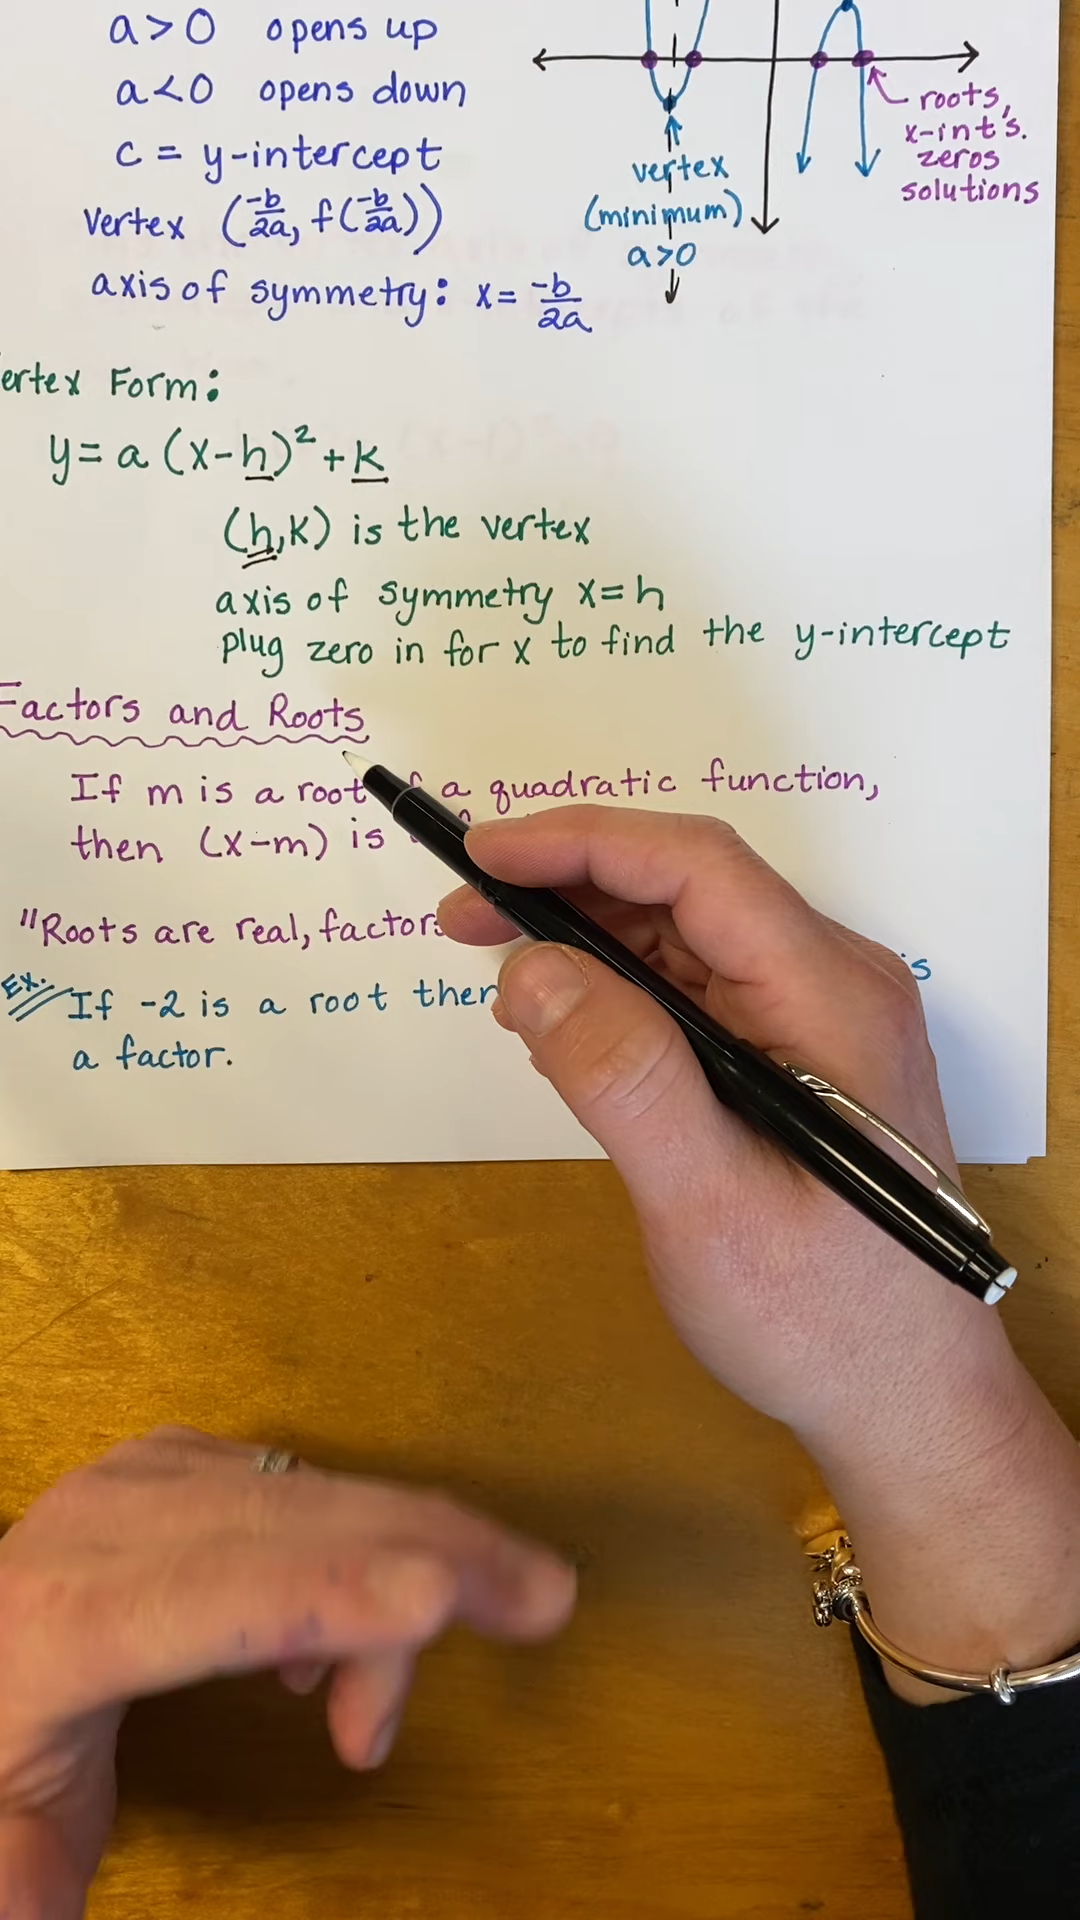 a>0 opens up
a<0 opens down
c = y-intercept
Vertex (-b/2a, f(-b/2a))
axis of symmetry: x = -b/2a
vertex
(minimum)
a>0
roots,
x-int's.
zeros
solutions
ertex Form:
y = a (x-h)² + k
(h,k) is the vertex
axis of symmetry x=h
plug zero in for x to find the y-intercept
Factors and Roots
If m is a root a quadratic function,
then (x-m) is
"Roots are real, factors
Ex.
If -2 is a root then
a factor.